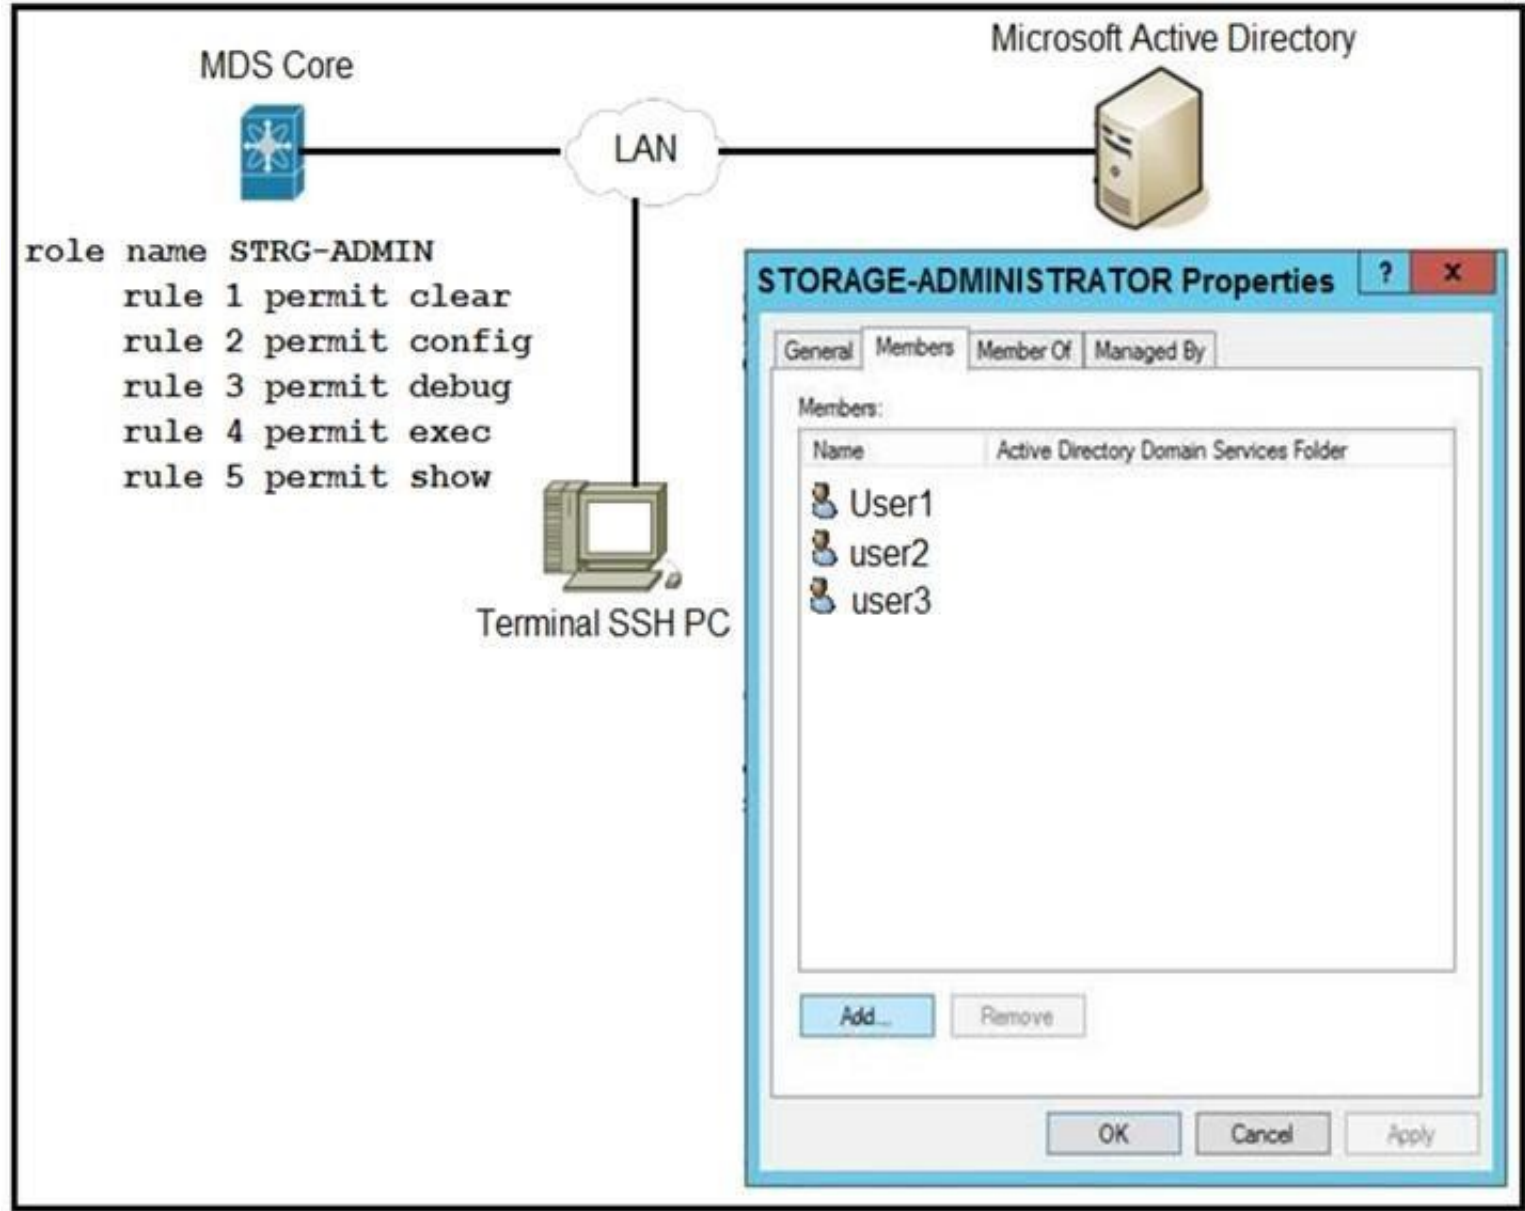 MDS Core
Microsoft Active Directory
LAN
role name STRG-ADMIN
rule 1 permit clear
rule 2 permit config
rule 3 permit debug
rule 4 permit exec
rule 5 permit show
Terminal SSH PC
STORAGE-ADMINISTRATOR Properties ? x
General Members Member Of Managed By
Members:
Name Active Directory Domain Services Folder
User1
user2
user3
Add... Remove
OK Cancel Apply